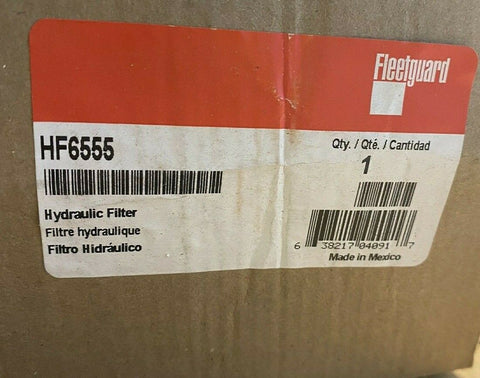 Fleetguard
HF6555
Qty. / Qté. / Cantidad
1
Hydraulic Filter
Filtre hydraulique
Filtro Hidráulico
6 38217 04091 7
Made in Mexico